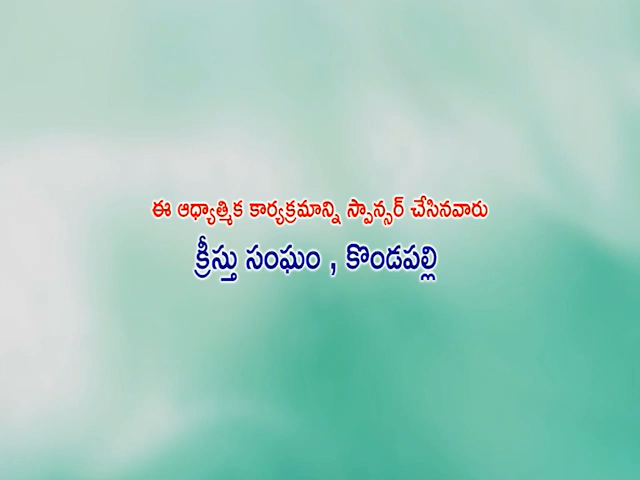 ఈ ఆధ్యాత్మిక కార్యక్రమాన్ని స్పాన్సర్ చేసినవారు
క్రీస్తు సంఘం , కొండపల్లి